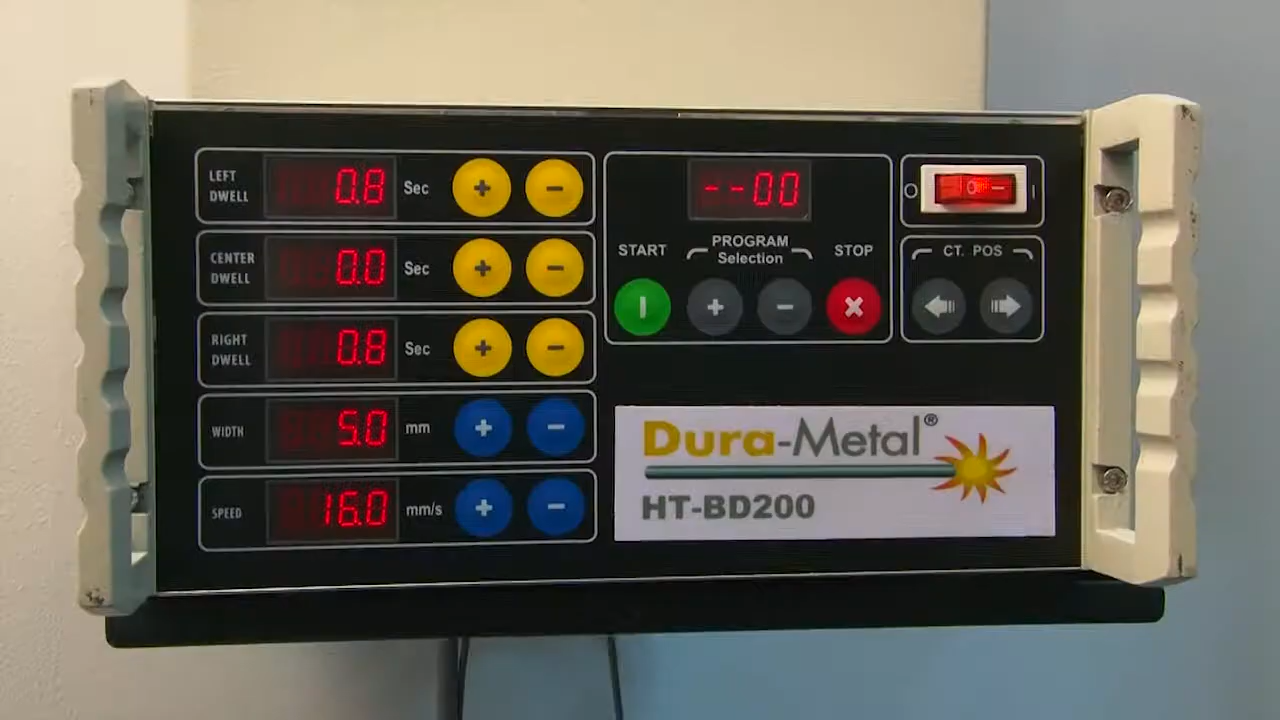 LEFT DWELL 0.8 Sec + −
CENTER DWELL 0.0 Sec + −
RIGHT DWELL 0.8 Sec + −
WIDTH 5.0 mm + −
SPEED 16.0 mm/s + −
--00
START PROGRAM Selection STOP
I + − X
O O − I
CT. POS
Dura-Metal®
HT-BD200